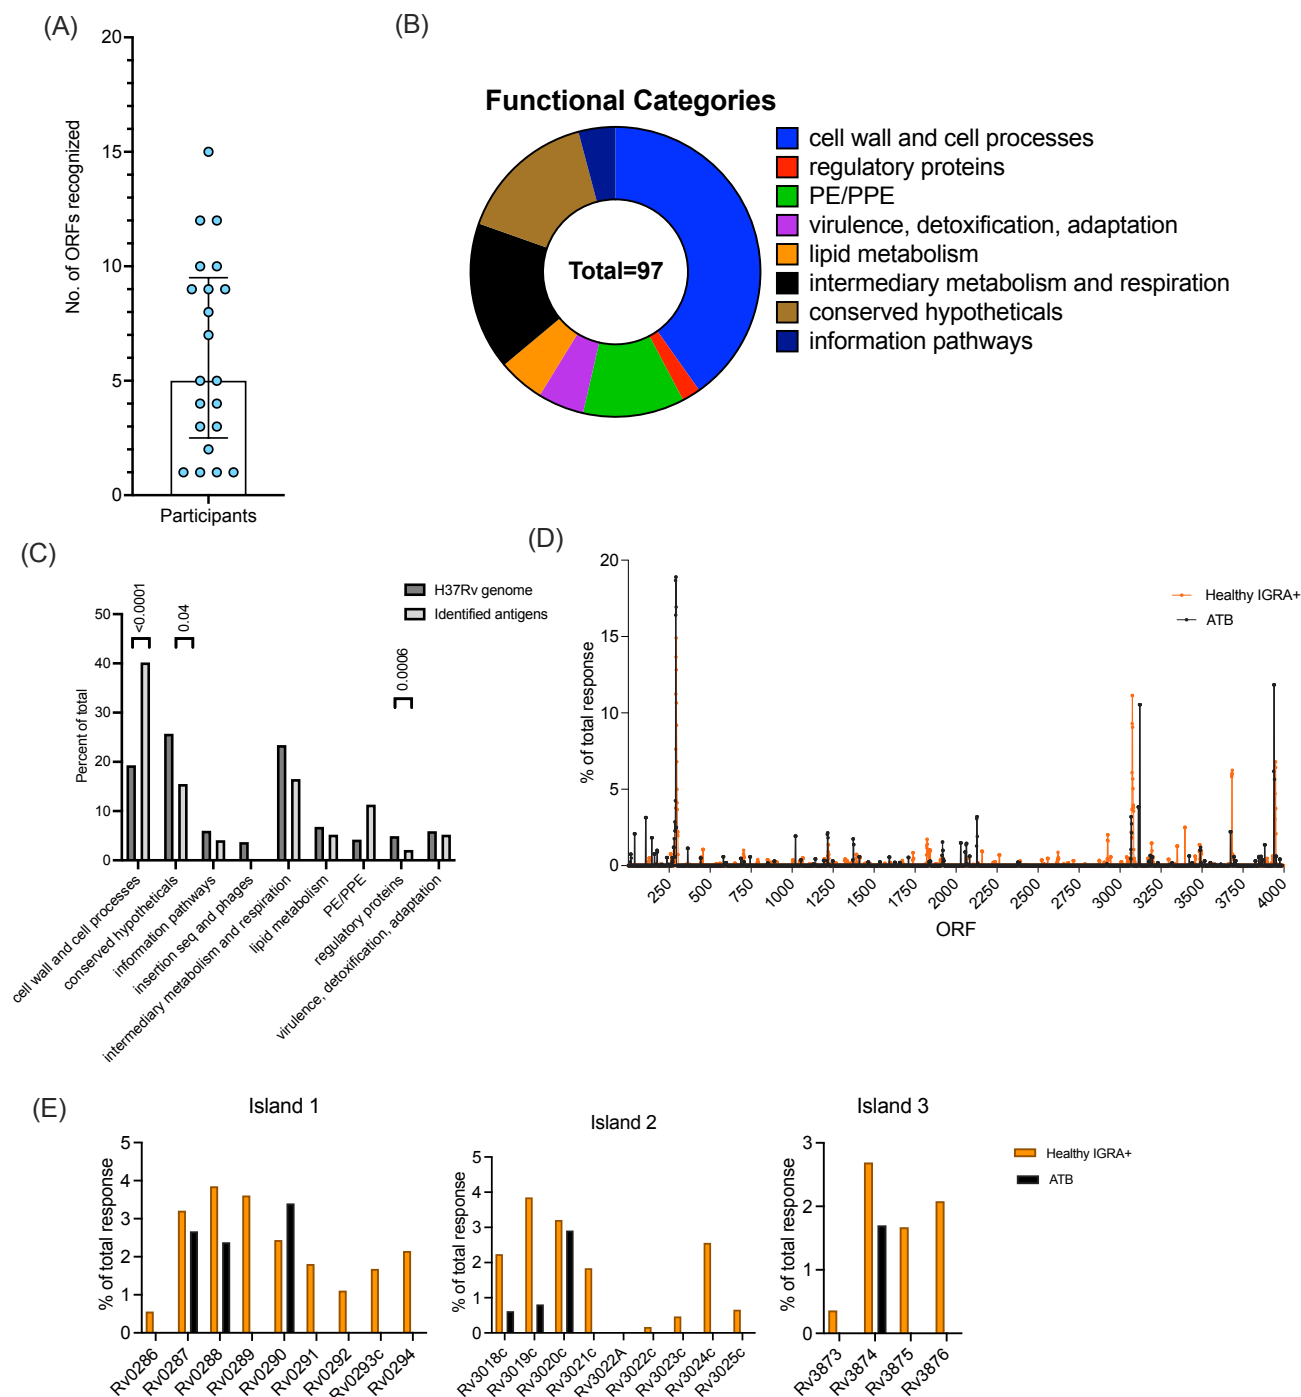 (A)
20
15
10
5
0
No. of ORFs recognized
Participants
(B)
Functional Categories
Total=97
cell wall and cell processes
regulatory proteins
PE/PPE
virulence, detoxification, adaptation
lipid metabolism
intermediary metabolism and respiration
conserved hypotheticals
information pathways
(C)
H37Rv genome
Identified antigens
<0.0001
0.04
0.0006
50
40
30
20
10
0
Percent of total
cell wall and cell processes
conserved hypotheticals
information pathways
insertion seq and phages
intermediary metabolism and respiration
lipid metabolism
PE/PPE
regulatory proteins
virulence, detoxification, adaptation
(D)
20
15
10
5
0
% of total response
Healthy IGRA+
ATB
250
500
750
1000
1250
1500
1750
2000
2250
2500
2750
3000
3250
3500
3750
4000
ORF
(E)
Island 1
5
4
3
2
1
0
% of total response
Rv0286
Rv0287
Rv0288
Rv0289
Rv0290
Rv0291
Rv0292
Rv0293c
Rv0294
Island 2
5
4
3
2
1
0
% of total response
Rv3018c
Rv3019c
Rv3020c
Rv3021c
Rv3022A
Rv3022c
Rv3023c
Rv3024c
Rv3025c
Island 3
3
2
1
0
% of total response
Rv3873
Rv3874
Rv3875
Rv3876
Healthy IGRA+
ATB